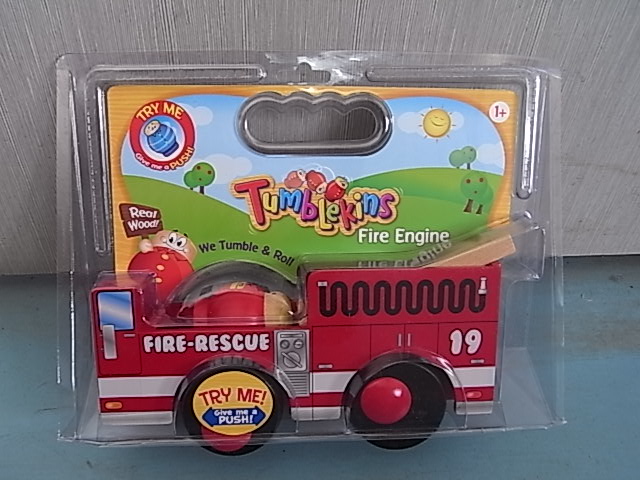 TRY ME
Give me a PUSH!
1+
Tumblekins
Fire Engine
Real
Wood!
We Tumble & Roll
FIRE-RESCUE
19
TRY ME!
Give me a
PUSH!